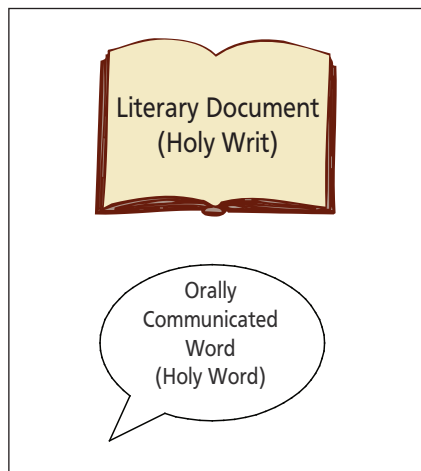 Literary Document
(Holy Writ)
Orally
Communicated
Word
(Holy Word)